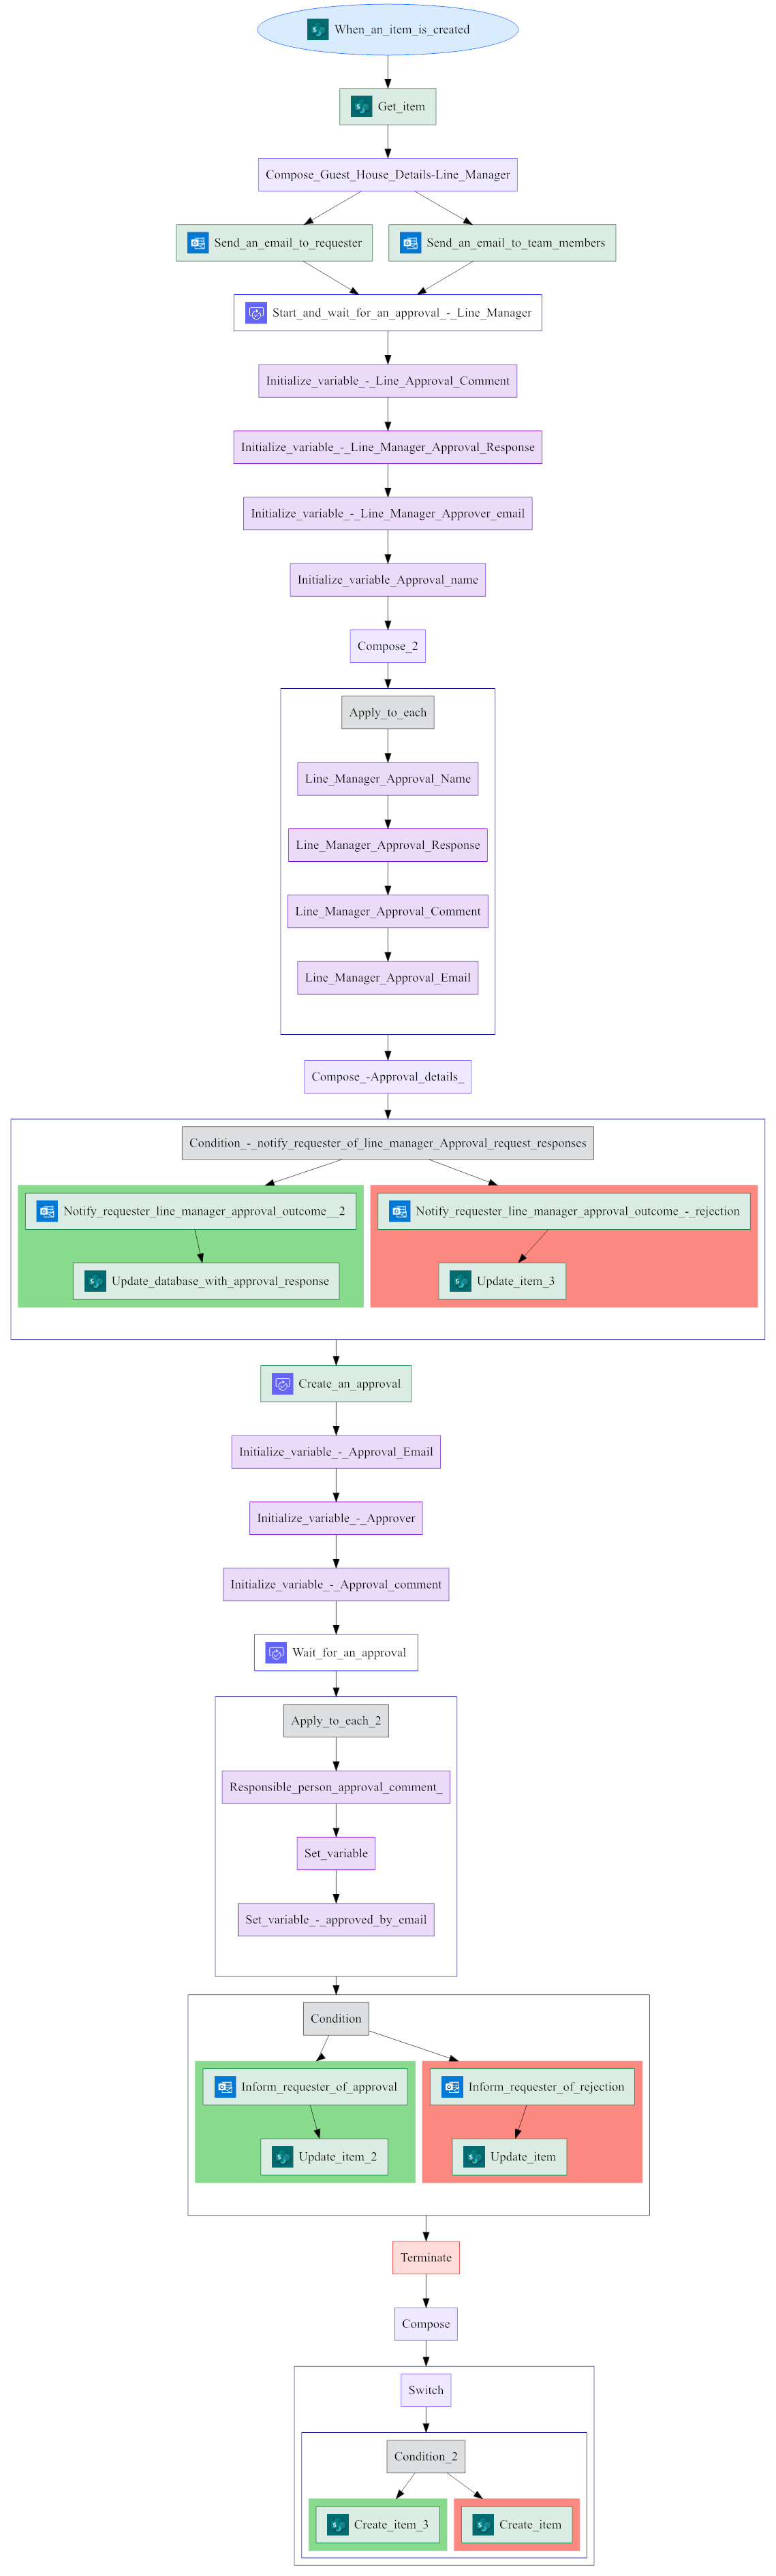 When_an_item_is_created
Get_item
Compose_Guest_House_Details-Line_Manager
Send_an_email_to_requester
Send_an_email_to_team_members
Start_and_wait_for_an_approval_-_Line_Manager
Initialize_variable_-_Line_Approval_Comment
Initialize_variable_-_Line_Manager_Approval_Response
Initialize_variable_-_Line_Manager_Approver_email
Initialize_variable_Approval_name
Compose_2
Apply_to_each
Line_Manager_Approval_Name
Line_Manager_Approval_Response
Line_Manager_Approval_Comment
Line_Manager_Approval_Email
Compose_-Approval_details_
Condition_-_notify_requester_of_line_manager_Approval_request_responses
Notify_requester_line_manager_approval_outcome__2
Notify_requester_line_manager_approval_outcome_-_rejection
Update_database_with_approval_response
Update_item_3
Create_an_approval
Initialize_variable_-_Approval_Email
Initialize_variable_-_Approver
Initialize_variable_-_Approval_comment
Wait_for_an_approval
Apply_to_each_2
Responsible_person_approval_comment_
Set_variable
Set_variable_-_approved_by_email
Condition
Inform_requester_of_approval
Inform_requester_of_rejection
Update_item_2
Update_item
Terminate
Compose
Switch
Condition_2
Create_item_3
Create_item